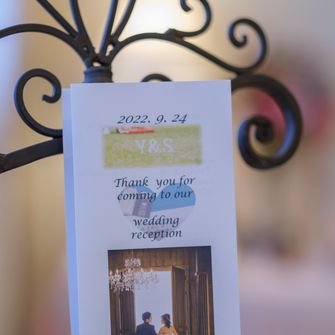 2022. 9. 24
Y&S
Thank you for
coming to our
wedding
reception